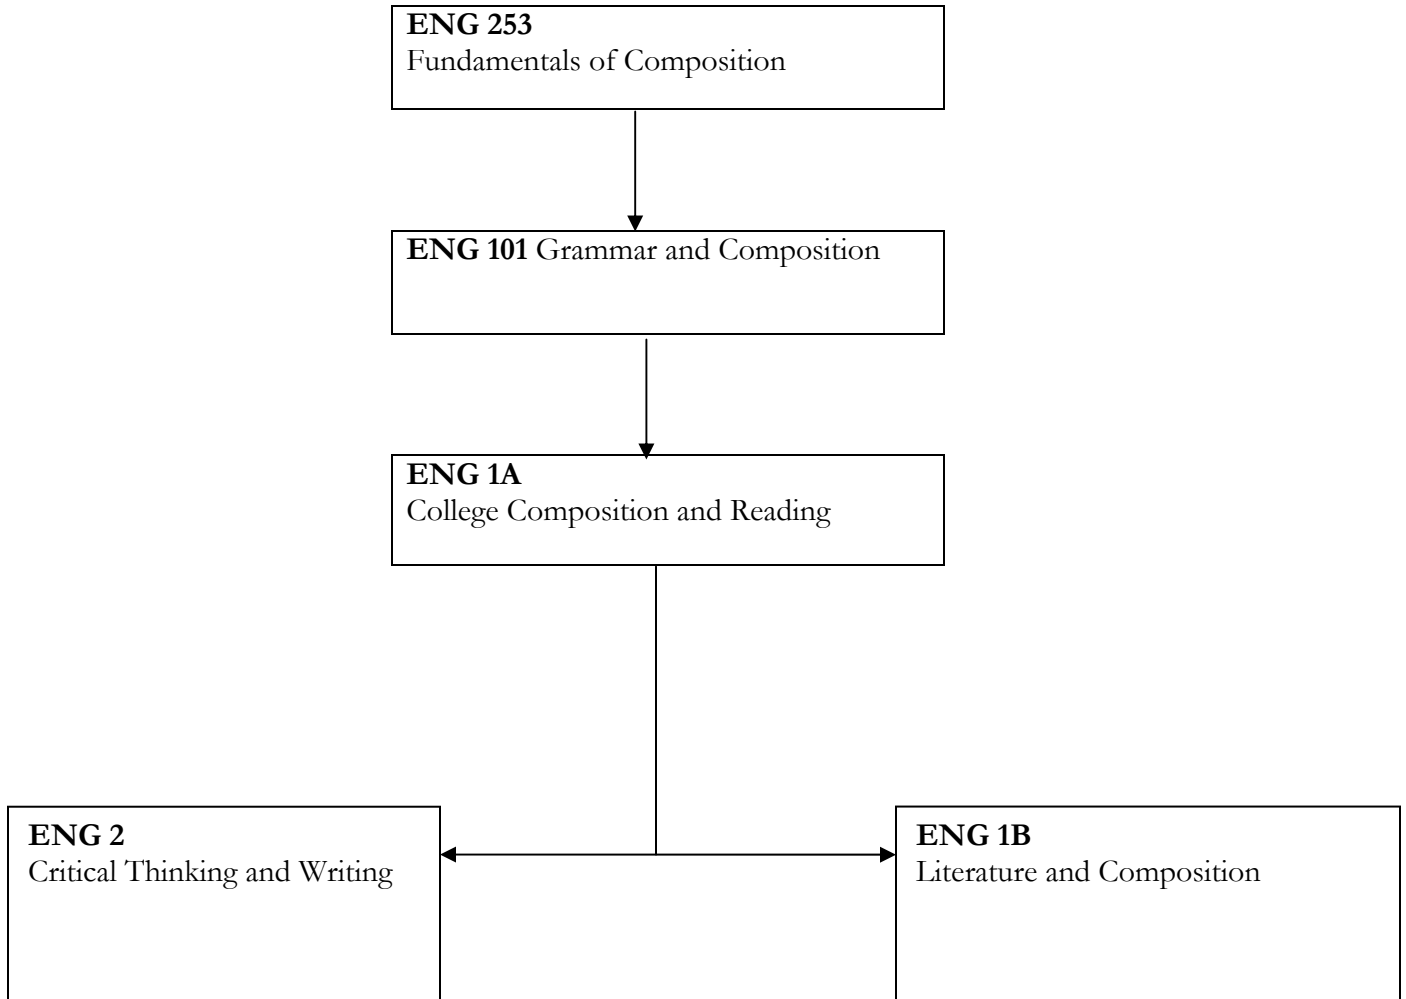 ENG 253
Fundamentals of Composition
ENG 101 Grammar and Composition
ENG 1A
College Composition and Reading
ENG 2
Critical Thinking and Writing
ENG 1B
Literature and Composition